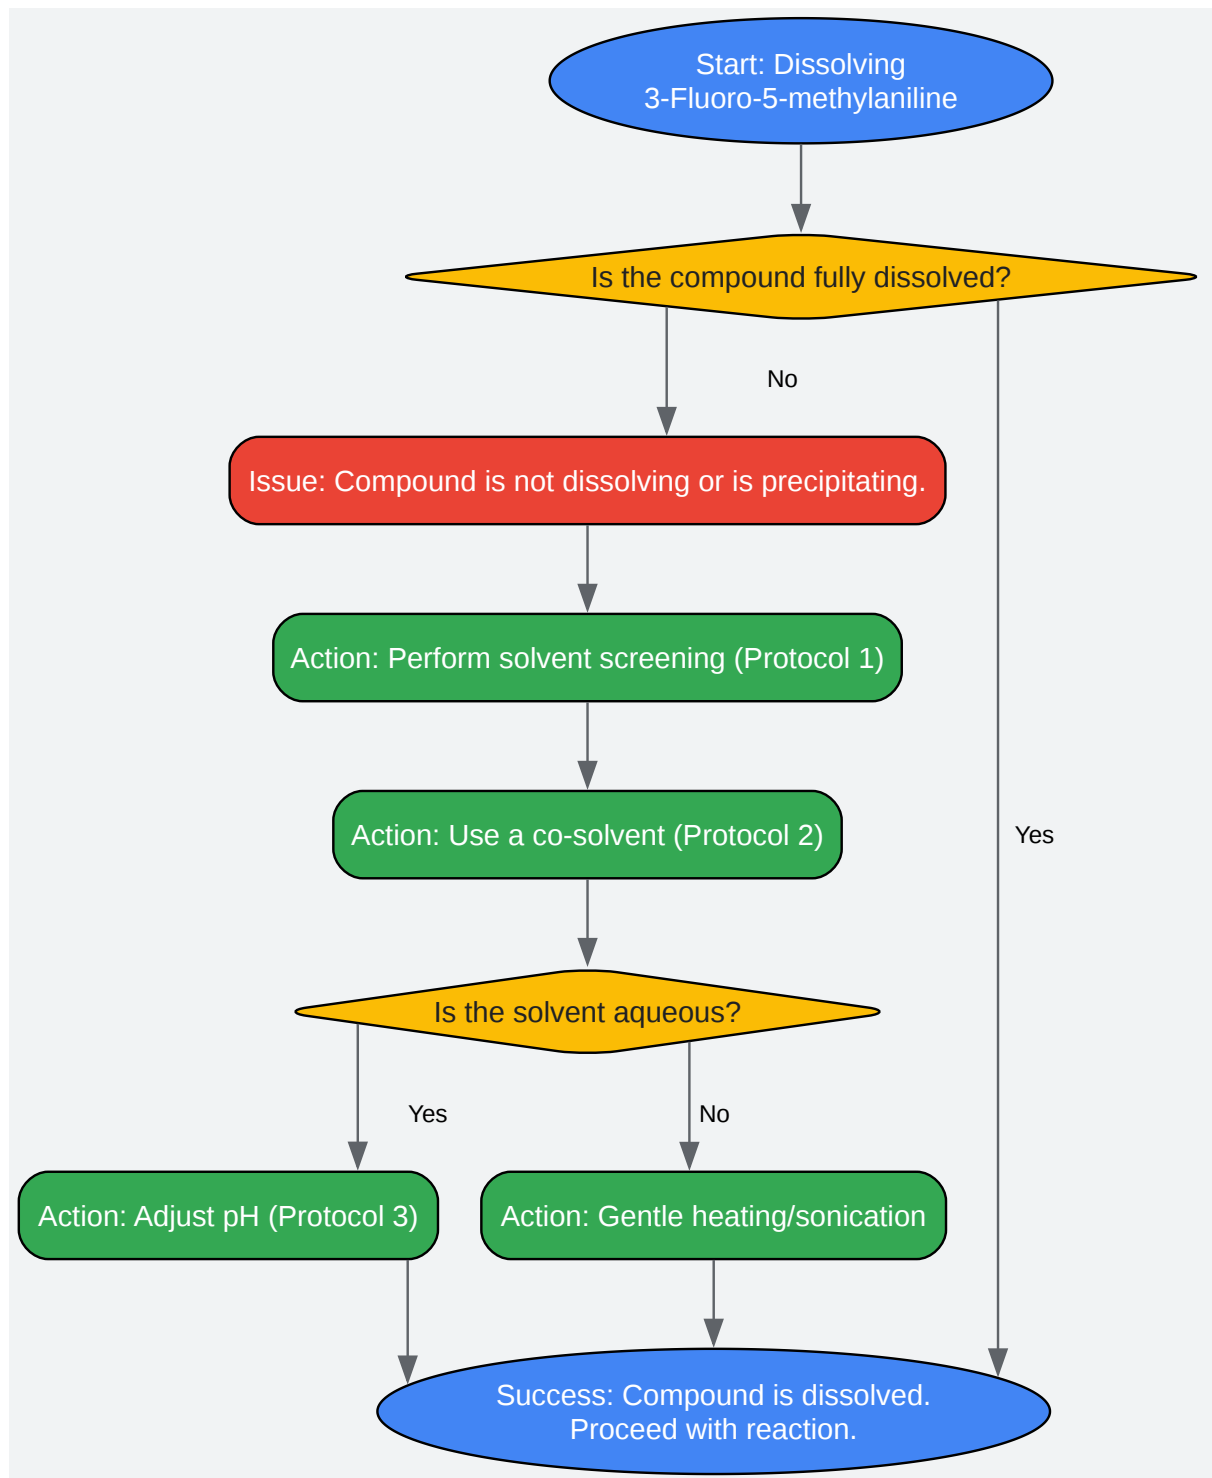 Start: Dissolving
3-Fluoro-5-methylaniline
Is the compound fully dissolved?
No
Issue: Compound is not dissolving or is precipitating.
Action: Perform solvent screening (Protocol 1)
Action: Use a co-solvent (Protocol 2)
Yes
Is the solvent aqueous?
Yes
No
Action: Adjust pH (Protocol 3)
Action: Gentle heating/sonication
Success: Compound is dissolved.
Proceed with reaction.